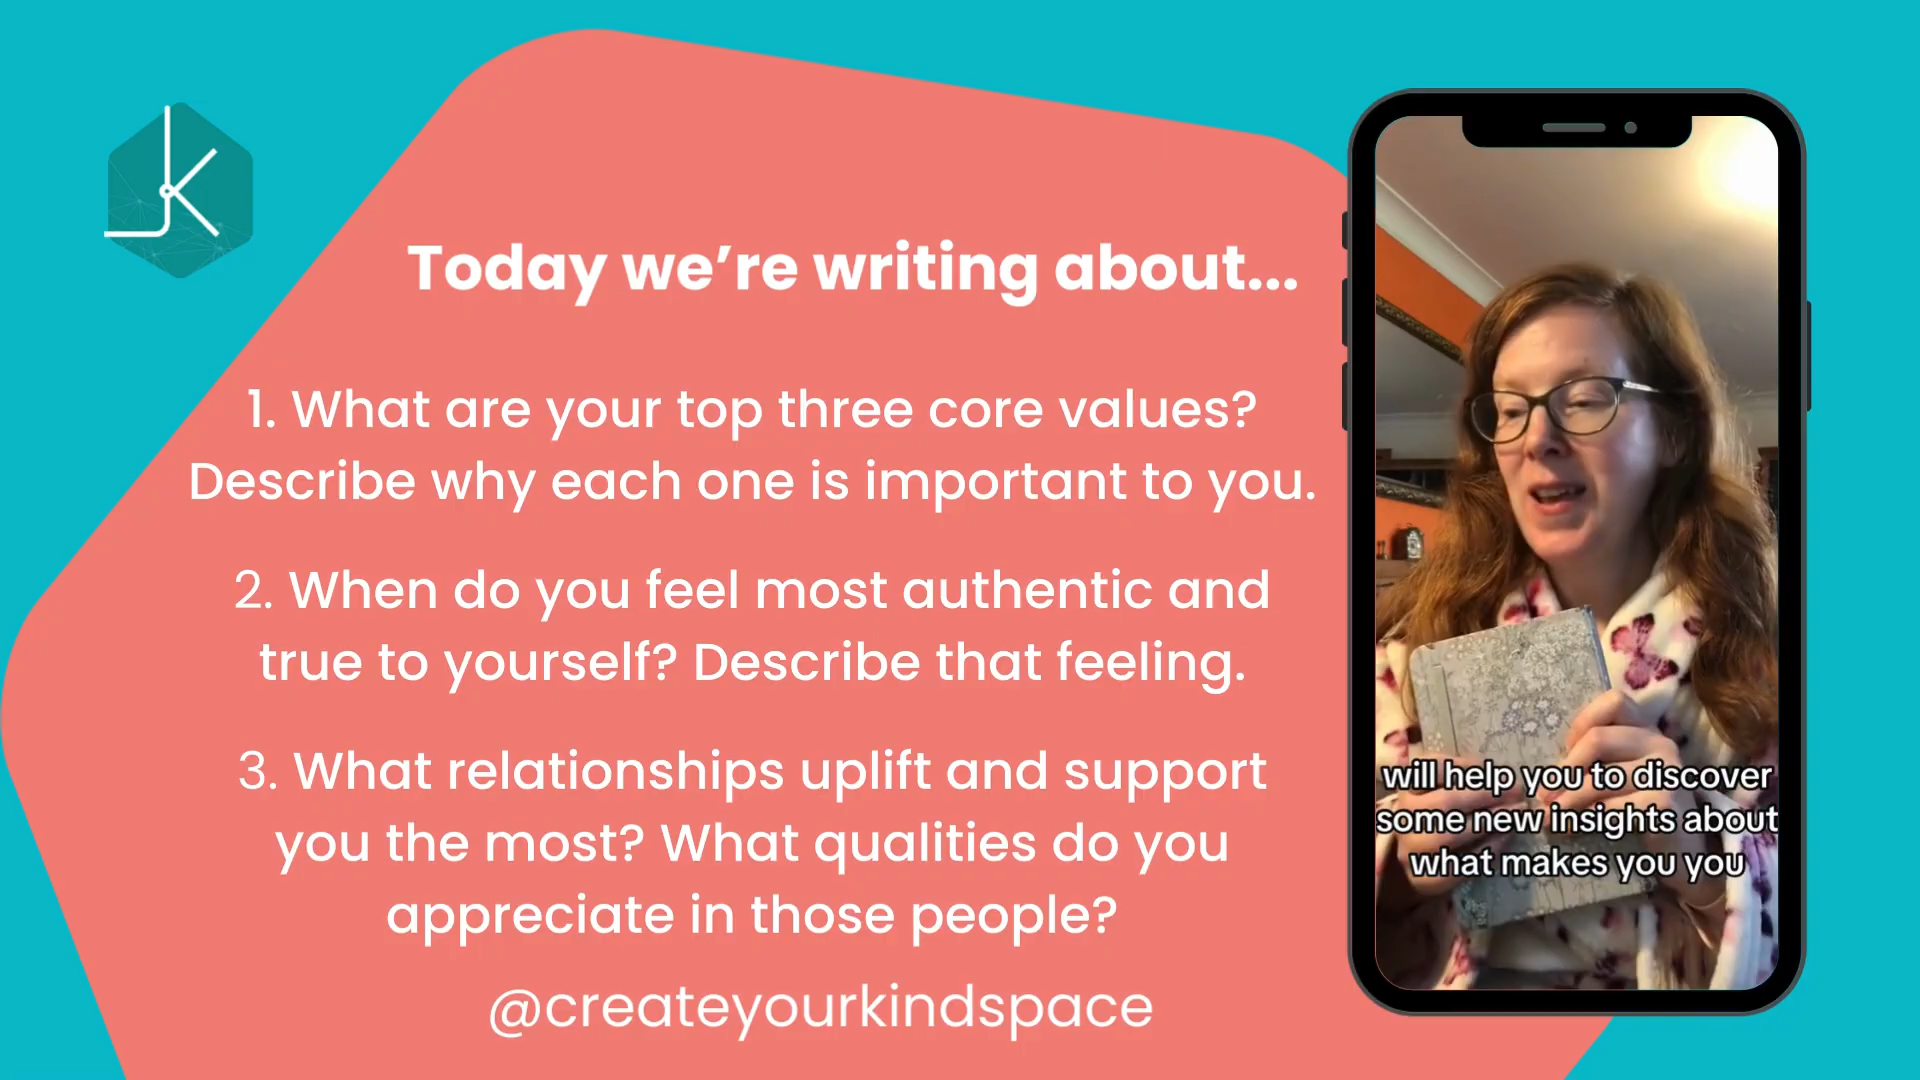 JK
Today we’re writing about...
1. What are your top three core values?
Describe why each one is important to you.
2. When do you feel most authentic and
true to yourself? Describe that feeling.
3. What relationships uplift and support
you the most? What qualities do you
appreciate in those people?
@createyourkindspace
will help you to discover
some new insights about
what makes you you